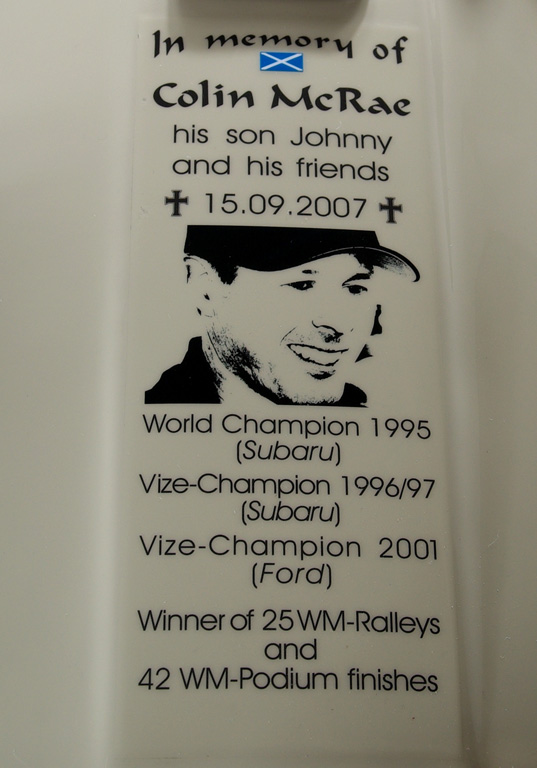 In memory of
Colin McRae
his son Johnny
and his friends
15.09.2007
World Champion 1995
(Subaru)
Vize-Champion 1996/97
(Subaru)
Vize-Champion 2001
(Ford)
Winner of 25 WM-Ralleys
and
42 WM-Podium finishes